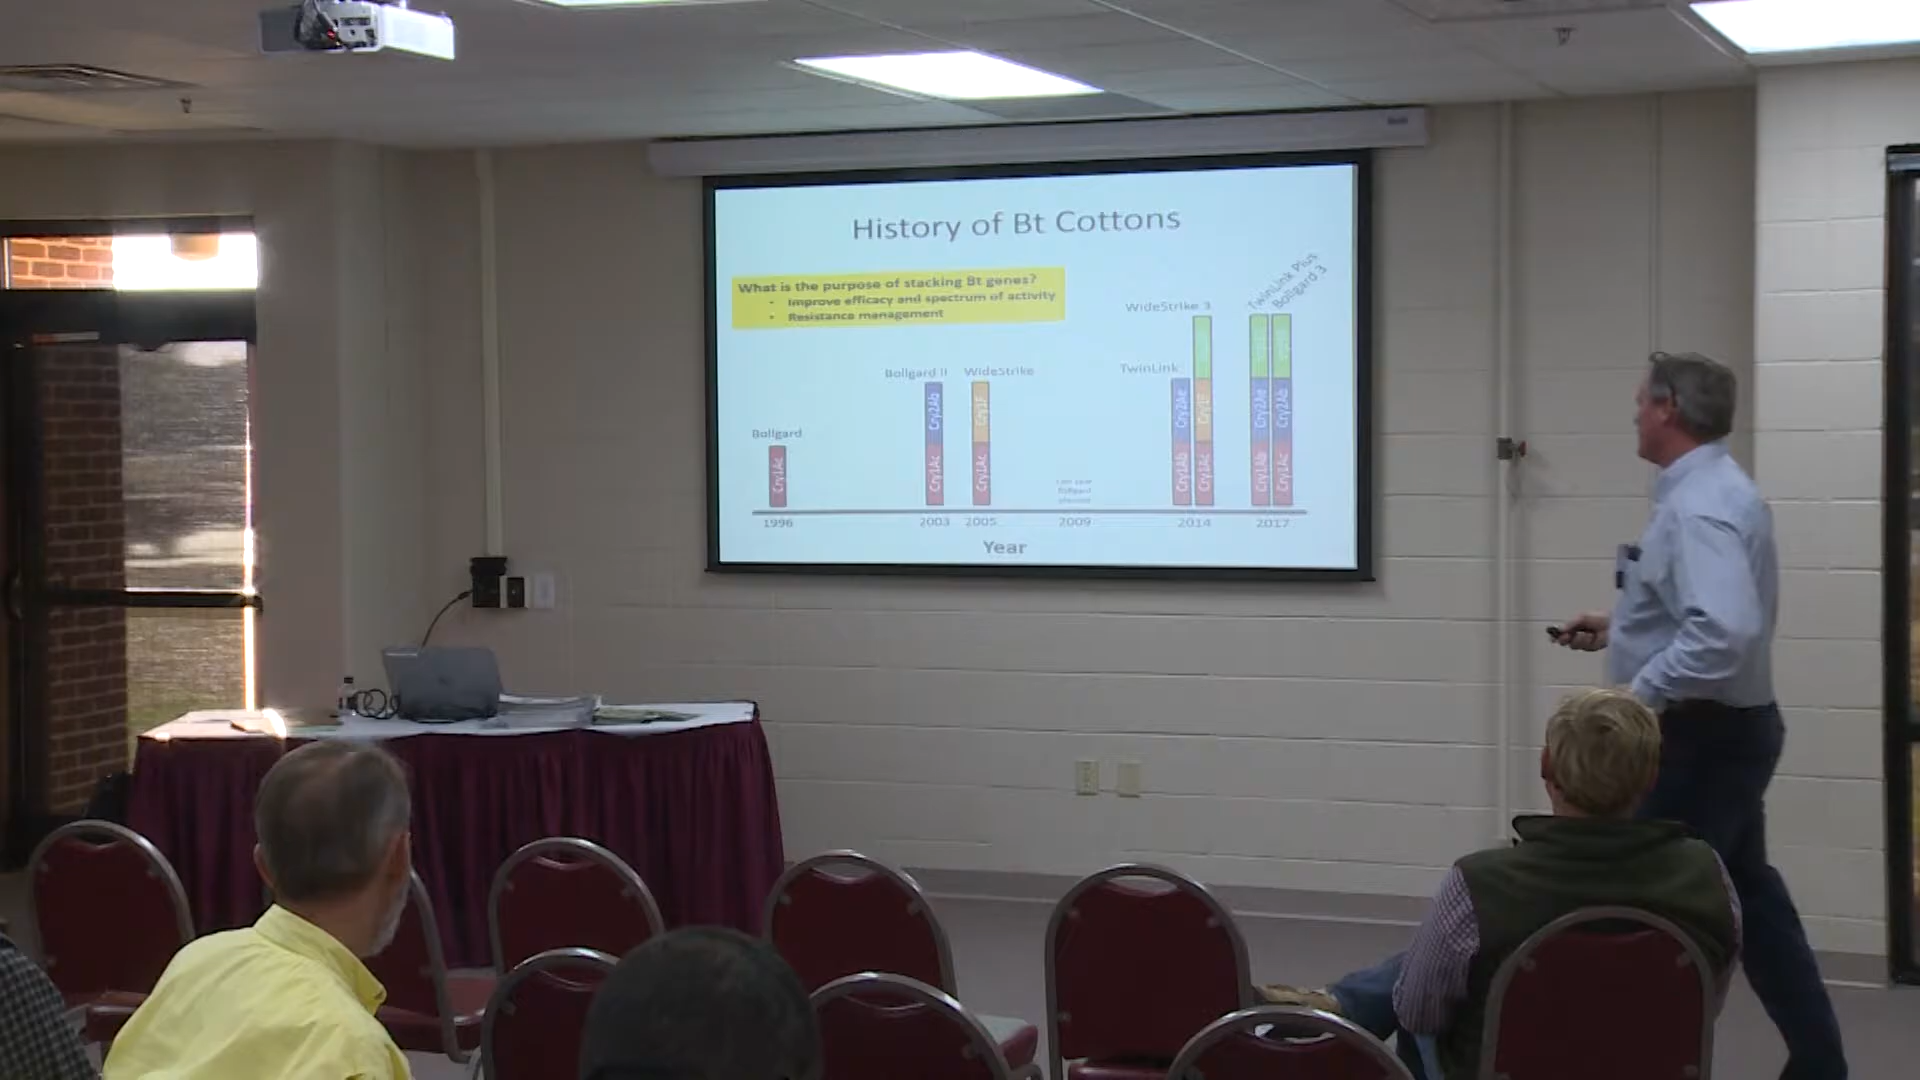 History of Bt Cottons
What is the purpose of stacking Bt genes?
• Improve efficacy and spectrum of activity
• Resistance management
TwinLink Plus
Bollgard 3
WideStrike 3
Bollgard II WideStrike TwinLink
Bollgard
Cry2Ab Cry1F Cry2Ae Cry1F Cry2Ae Cry2Ab
Cry1Ac Cry1Ac Cry1Ac Cry1Ab Cry1Ac Cry1Ab Cry1Ac
Bollgard
1996 2003 2005 2009 2014 2017
Year